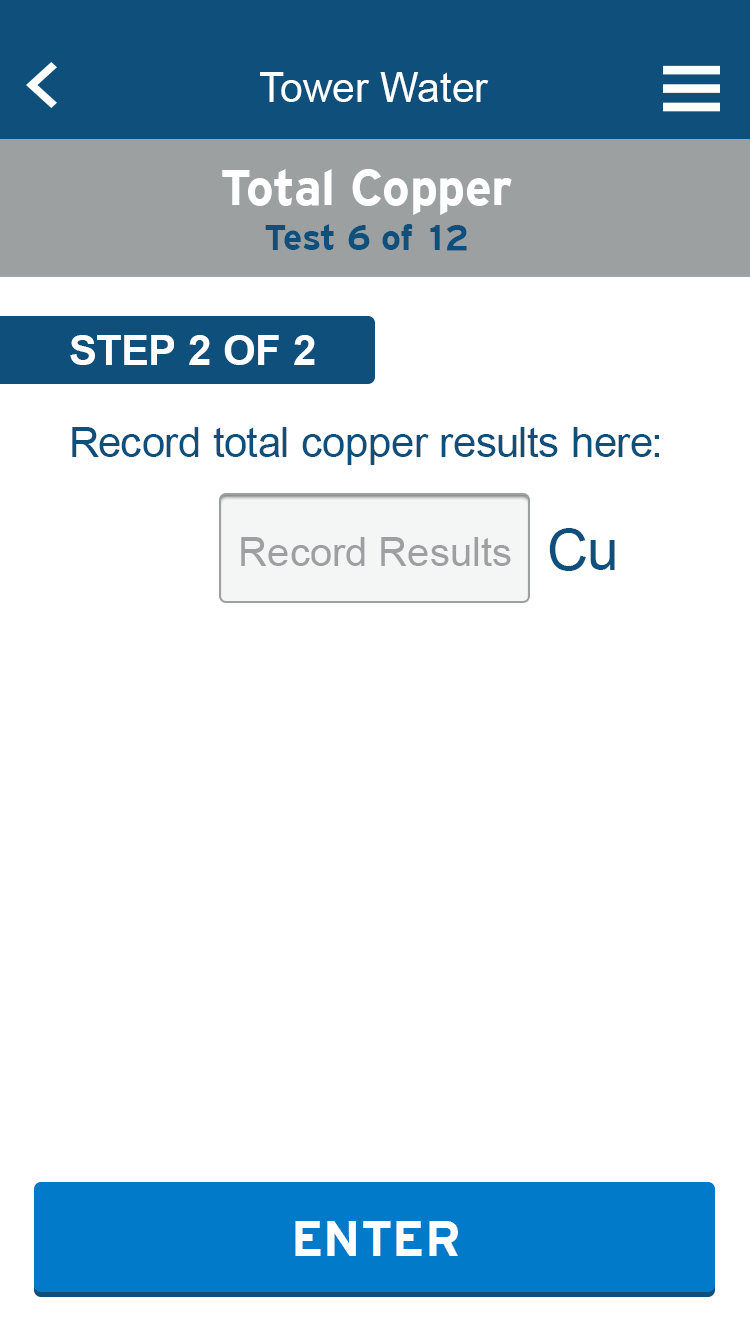 Tower Water
Total Copper
Test 6 of 12
STEP 2 OF 2
Record total copper results here:
Record Results Cu
ENTER